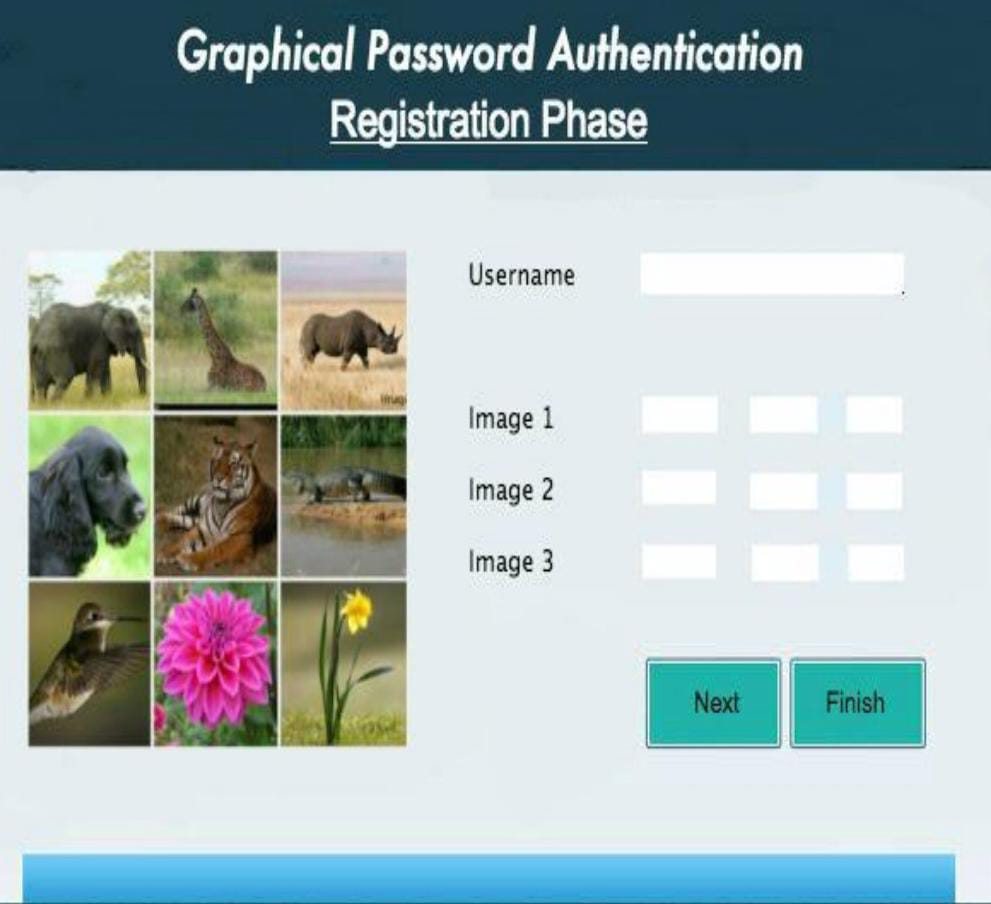 Graphical Password Authentication
Registration Phase
Username
Image 1
Image 2
Image 3
Next
Finish